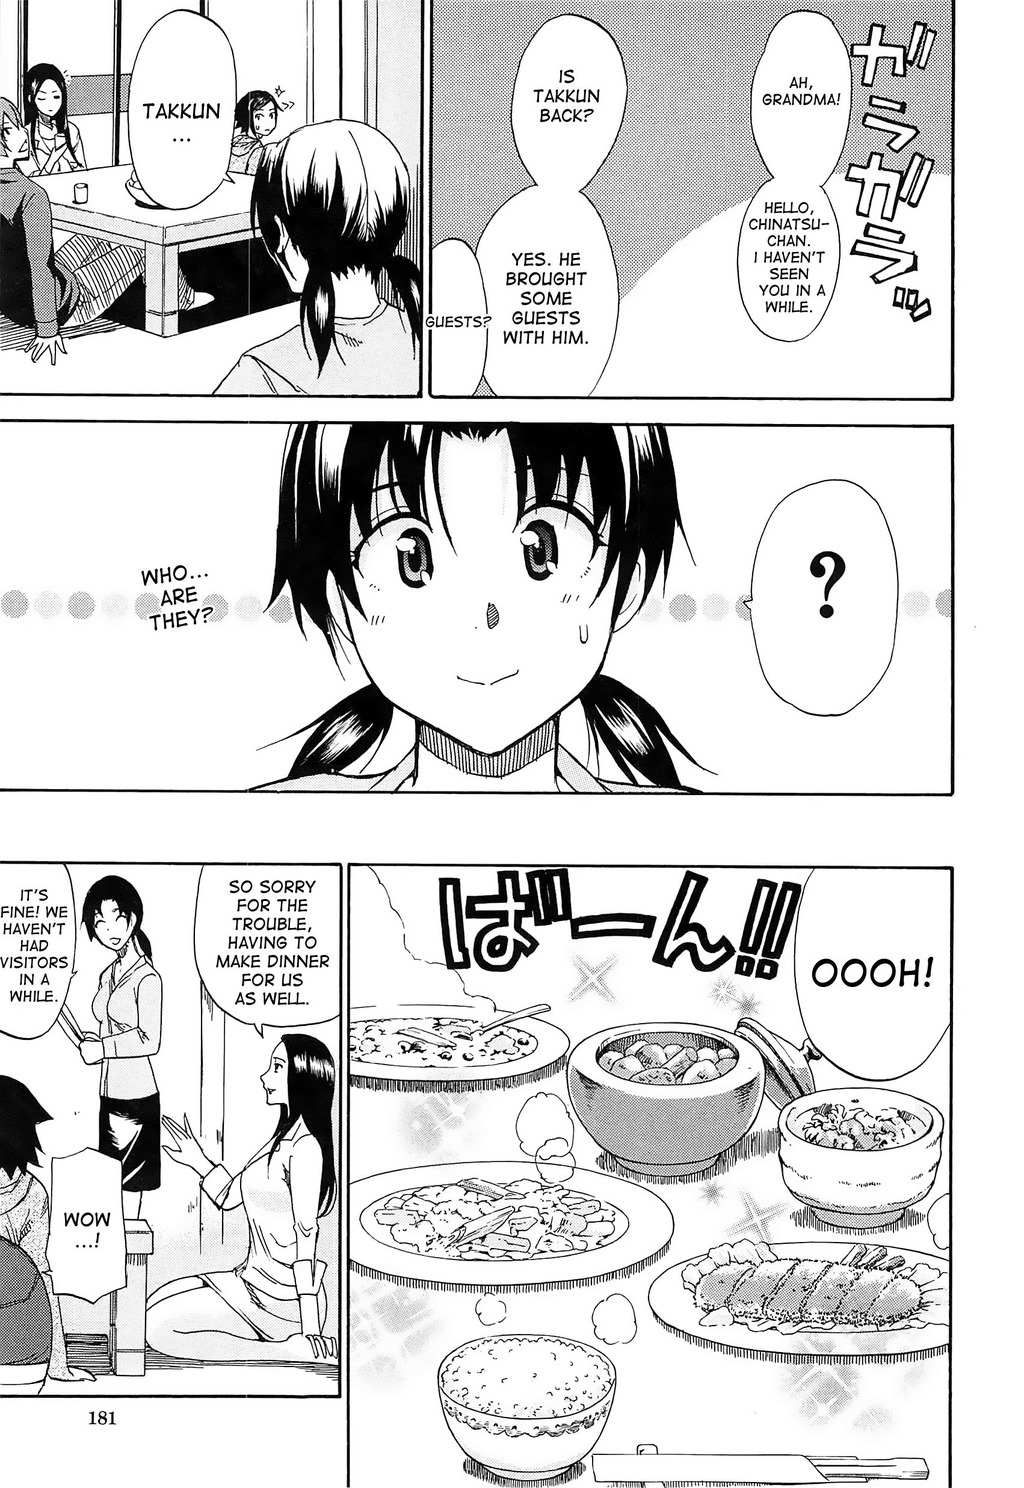 ガラガラガラ...ッ
AH,
GRANDMA!
HELLO,
CHINATSU-
CHAN.
I HAVEN'T
SEEN
YOU IN A
WHILE.
IS
TAKKUN
BACK?
YES. HE
BROUGHT
SOME
GUESTS
WITH HIM.
GUESTS?
TAKKUN
...
?
WHO...
ARE
THEY?
OOOH!
ばーん!!
SO SORRY
FOR THE
TROUBLE,
HAVING TO
MAKE DINNER
FOR US
AS WELL.
IT'S
FINE! WE
HAVEN'T
HAD
VISITORS
IN A
WHILE.
WOW
...!
181